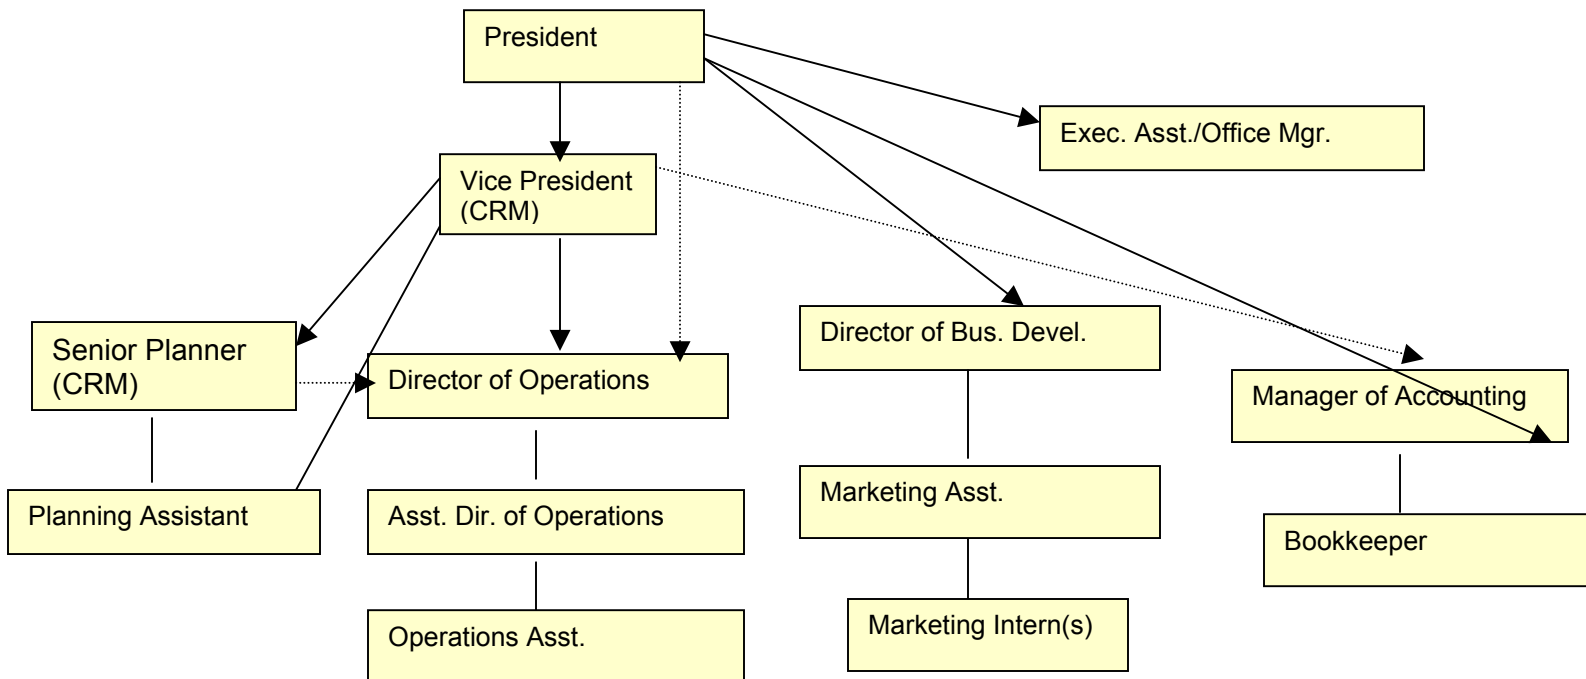 President
Exec. Asst./Office Mgr.
Vice President
(CRM)
Senior Planner
(CRM)
Director of Operations
Director of Bus. Devel.
Manager of Accounting
Planning Assistant
Asst. Dir. of Operations
Marketing Asst.
Bookkeeper
Operations Asst.
Marketing Intern(s)